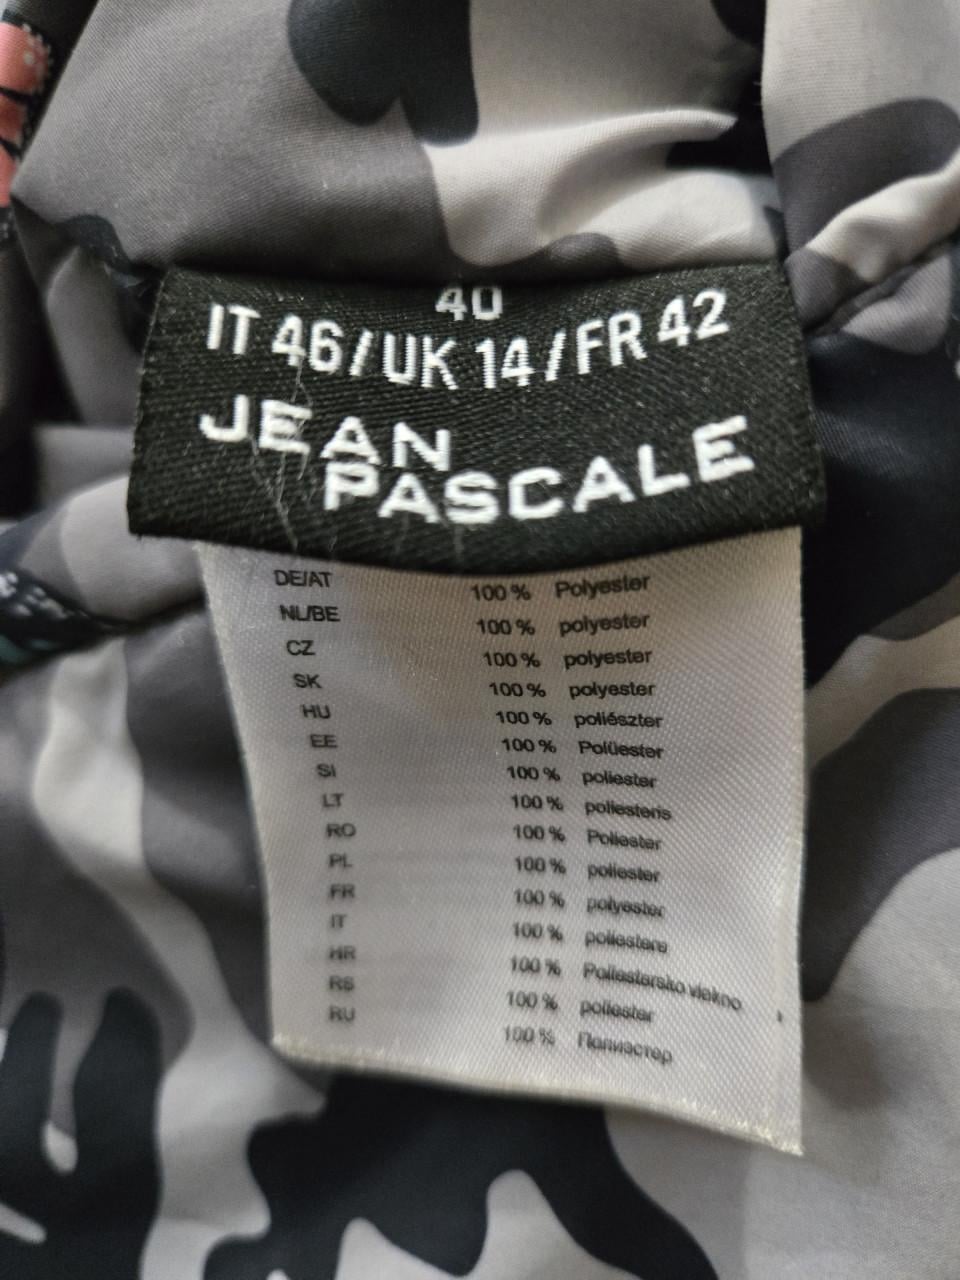 40
IT 46/UK 14/FR 42
JEAN
PASCALE
DE/AT 100 % Polyester
NL/BE 100 % polyester
CZ 100 % polyester
SK 100 % polyester
HU 100 % poliészter
EE 100 % Polüester
SI 100 % poliester
LT 100 % poliesteris
RO 100 % Poliester
PL 100 % poliester
FR 100 % polyester
IT 100 % poliestere
HR 100 % Poliestersko vlakno
RS 100 % poliester
RU 100 % Полиэстер